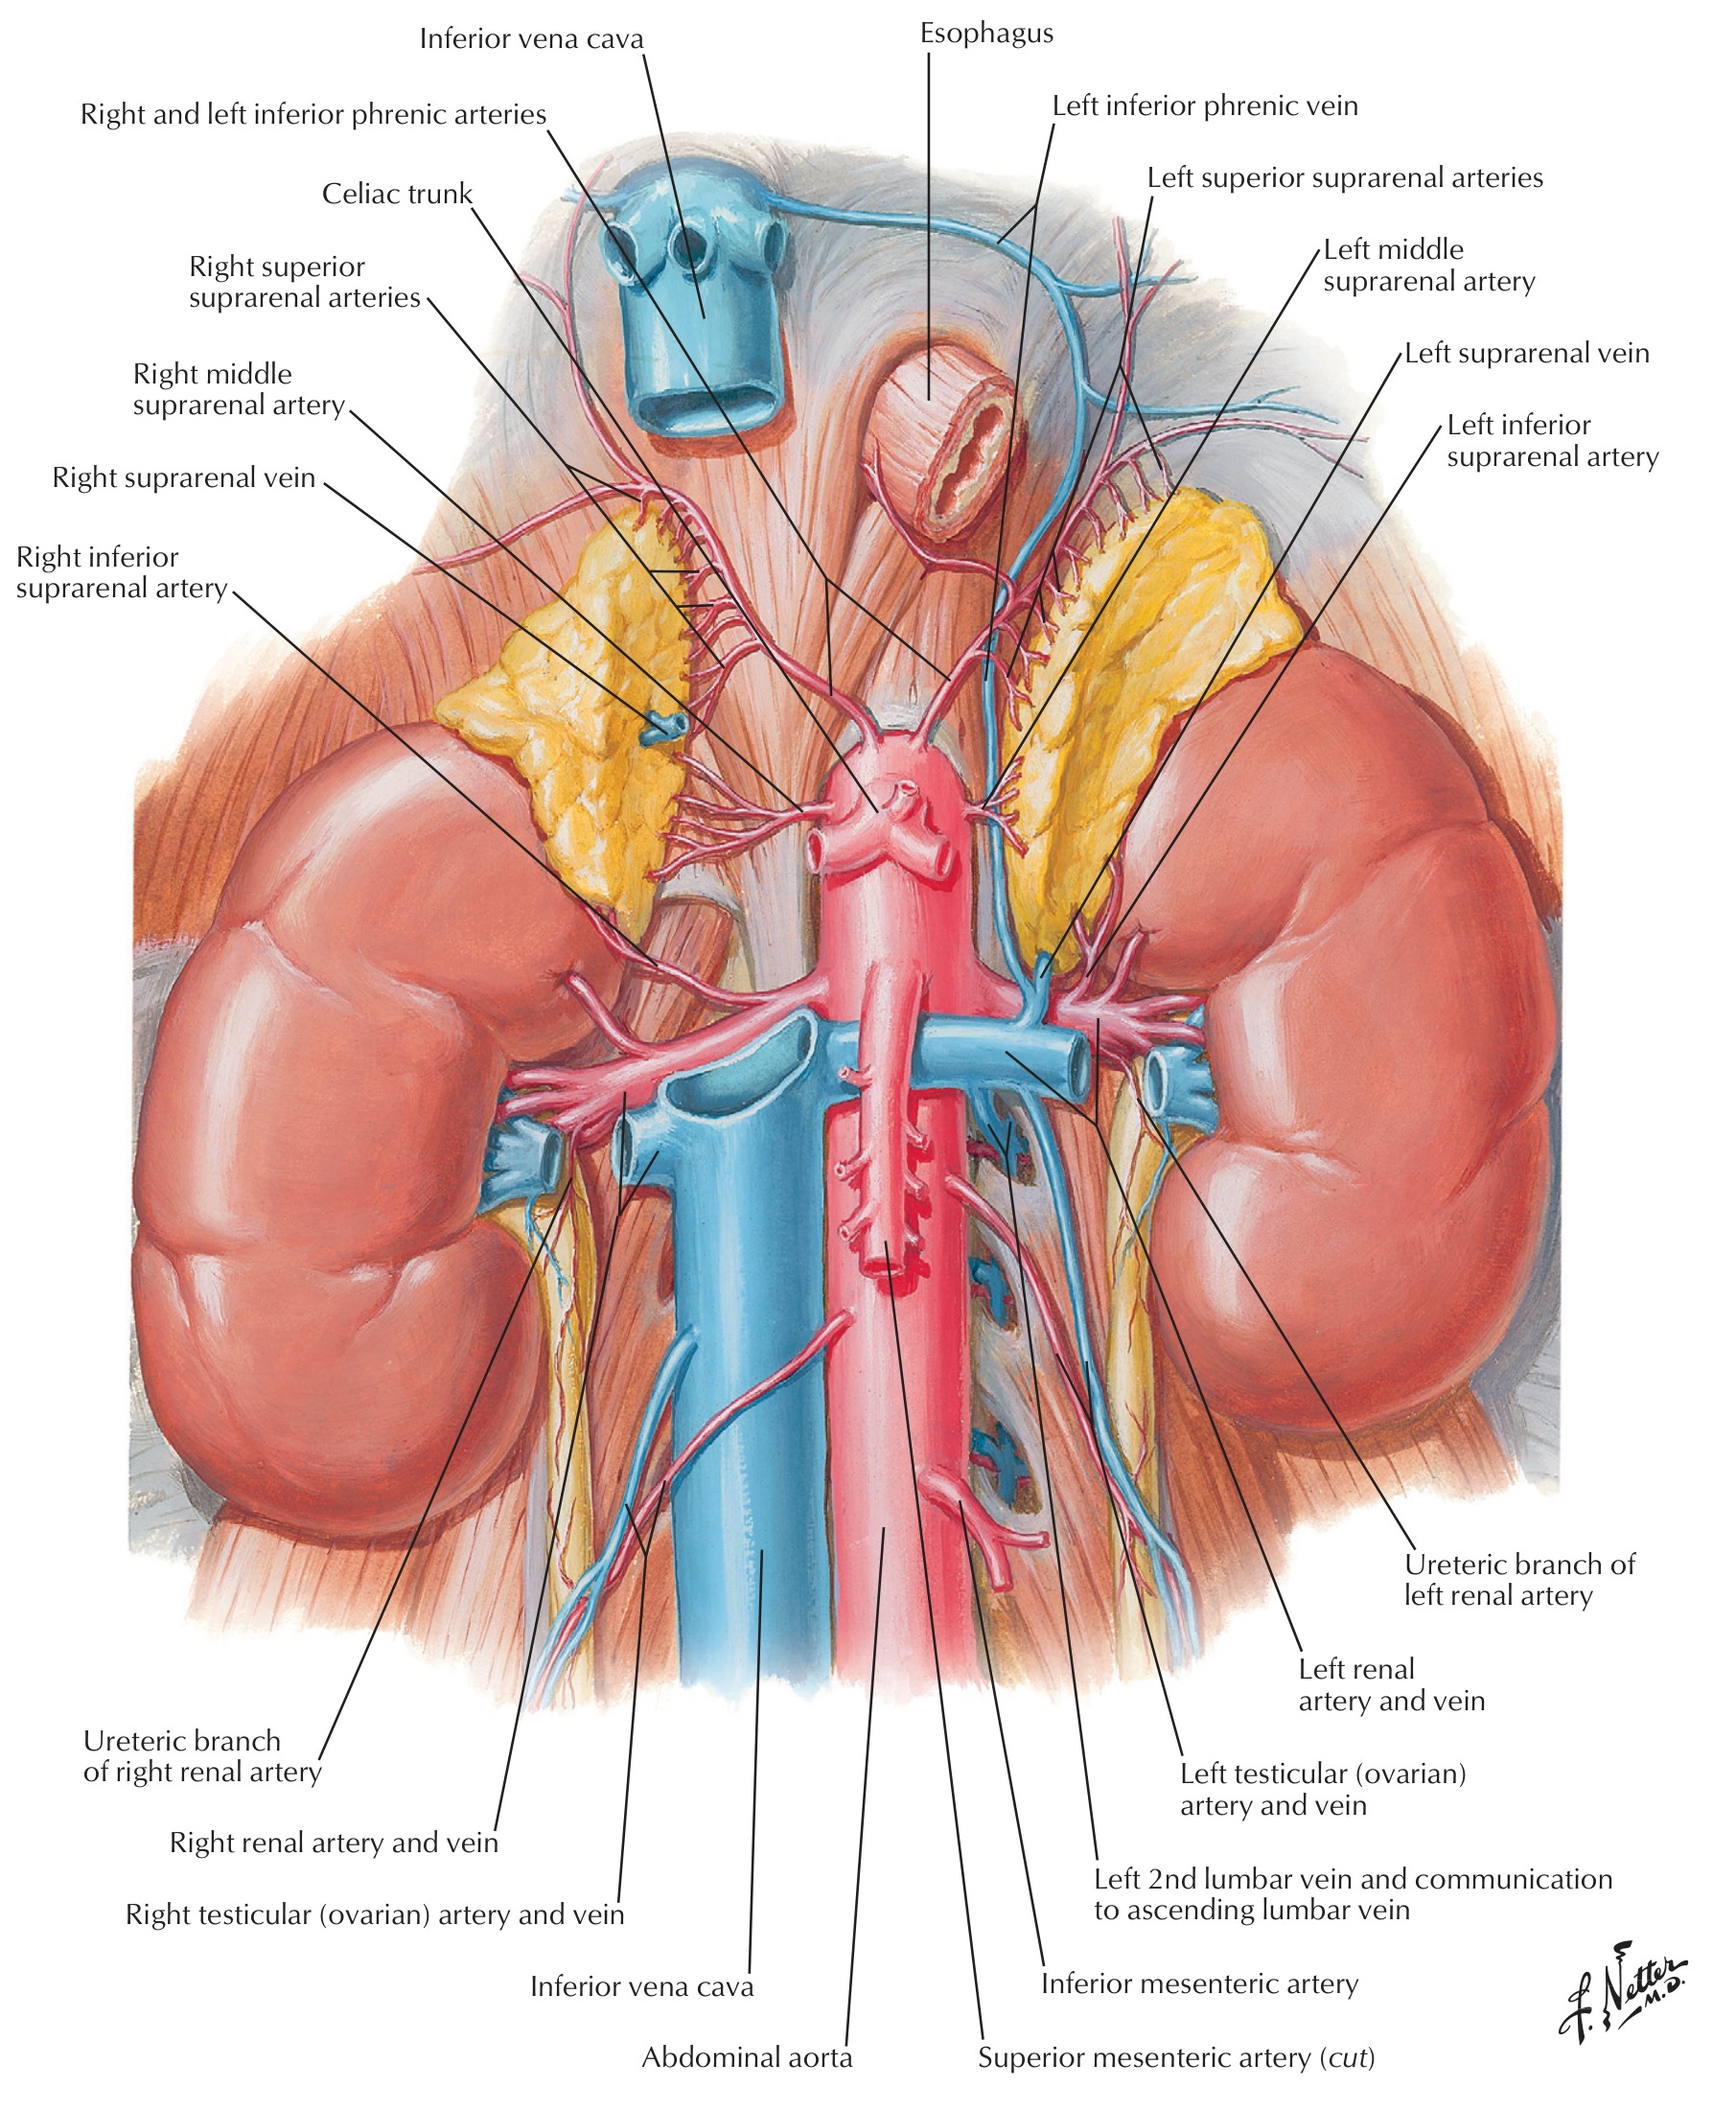 Inferior vena cava
Esophagus
Right and left inferior phrenic arteries
Left inferior phrenic vein
Celiac trunk
Left superior suprarenal arteries
Right superior
suprarenal arteries
Left middle
suprarenal artery
Right middle
suprarenal artery
Left suprarenal vein
Right suprarenal vein
Left inferior
suprarenal artery
Right inferior
suprarenal artery
Ureteric branch of
left renal artery
Left renal
artery and vein
Ureteric branch
of right renal artery
Left testicular (ovarian)
artery and vein
Right renal artery and vein
Left 2nd lumbar vein and communication
to ascending lumbar vein
Right testicular (ovarian) artery and vein
Inferior vena cava
Inferior mesenteric artery
Abdominal aorta
Superior mesenteric artery (cut)
F. Netter
M.D.